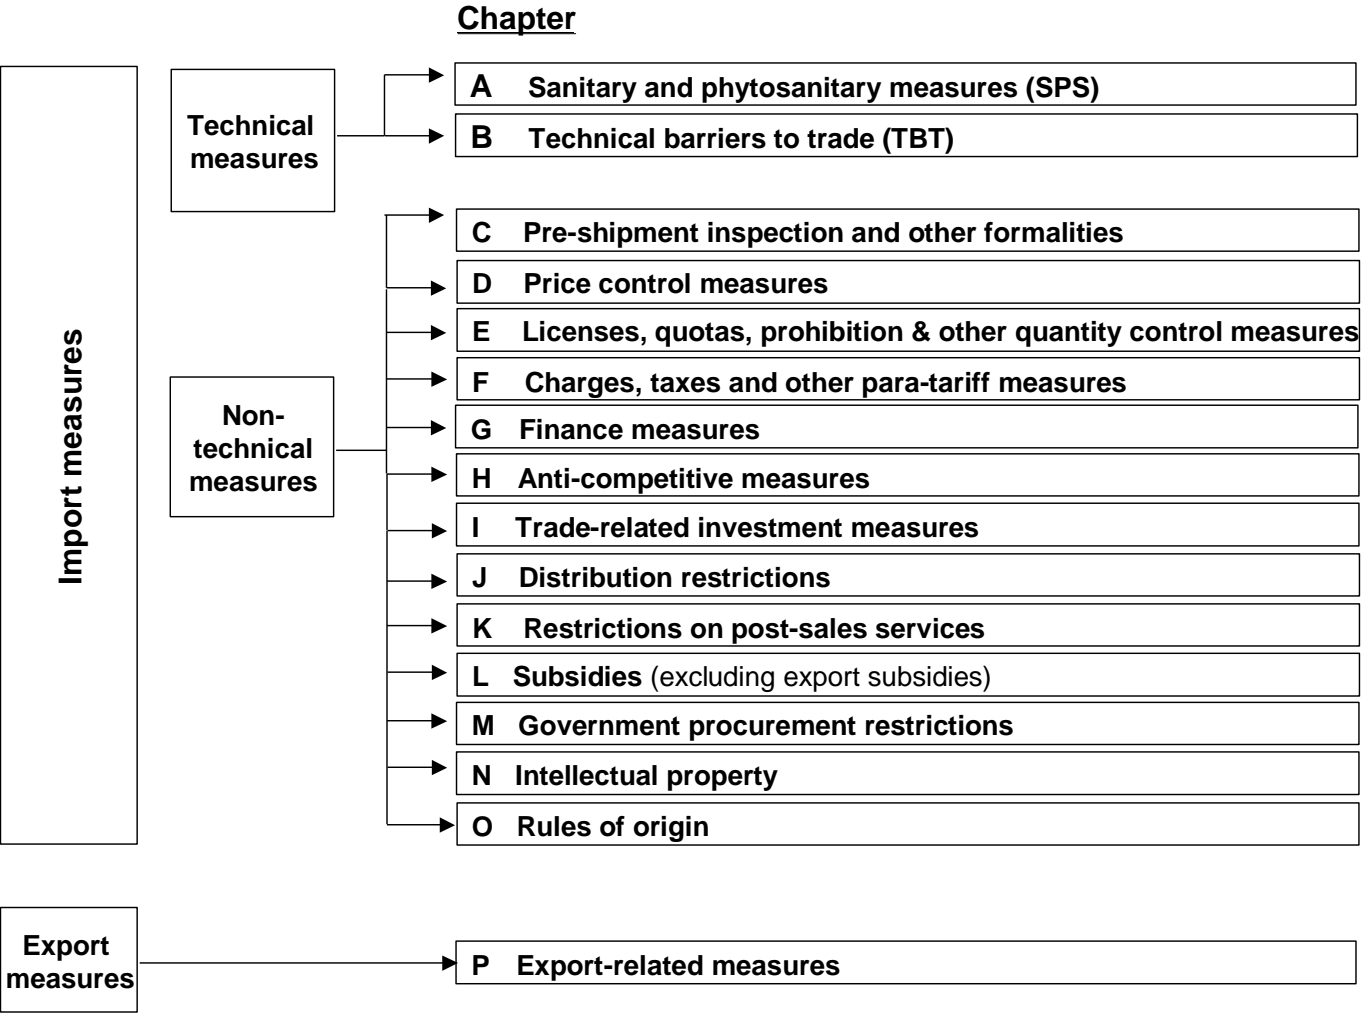 Chapter
Import measures
Technical
measures
A Sanitary and phytosanitary measures (SPS)
B Technical barriers to trade (TBT)
Non-
technical
measures
C Pre-shipment inspection and other formalities
D Price control measures
E Licenses, quotas, prohibition & other quantity control measures
F Charges, taxes and other para-tariff measures
G Finance measures
H Anti-competitive measures
I Trade-related investment measures
J Distribution restrictions
K Restrictions on post-sales services
L Subsidies (excluding export subsidies)
M Government procurement restrictions
N Intellectual property
O Rules of origin
Export
measures
P Export-related measures